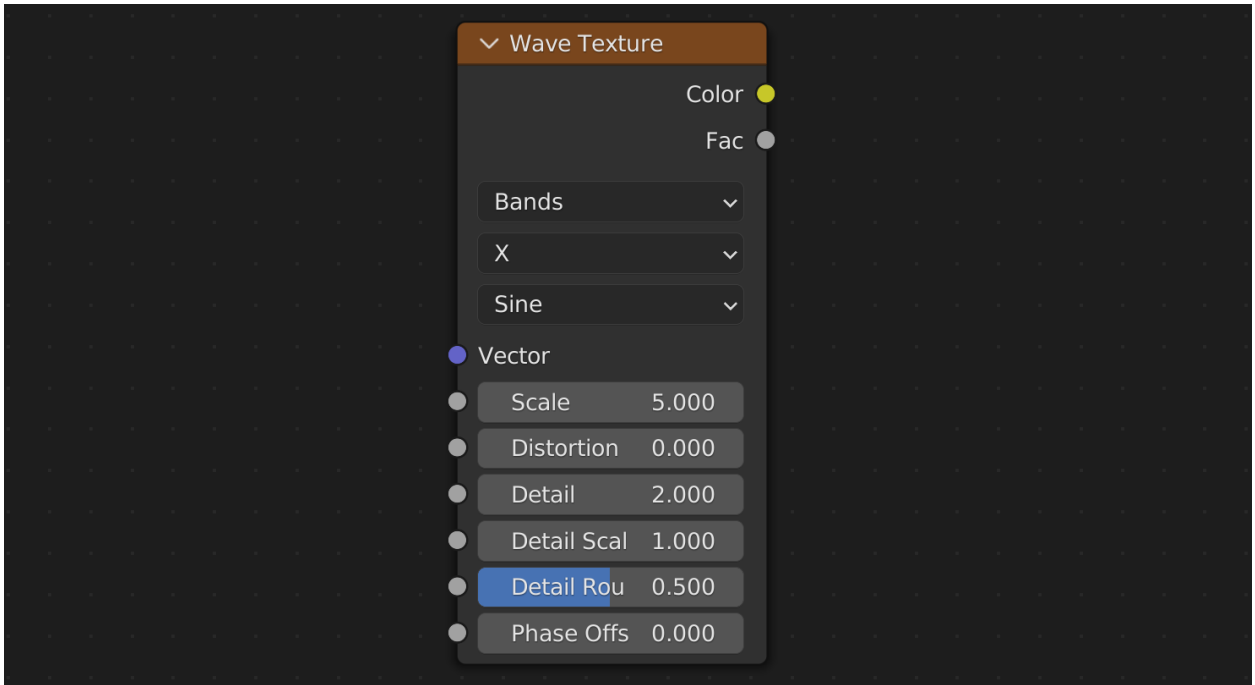 Wave Texture
Color
Fac
Bands
X
Sine
Vector
Scale 5.000
Distortion 0.000
Detail 2.000
Detail Scal 1.000
Detail Rou 0.500
Phase Offs 0.000